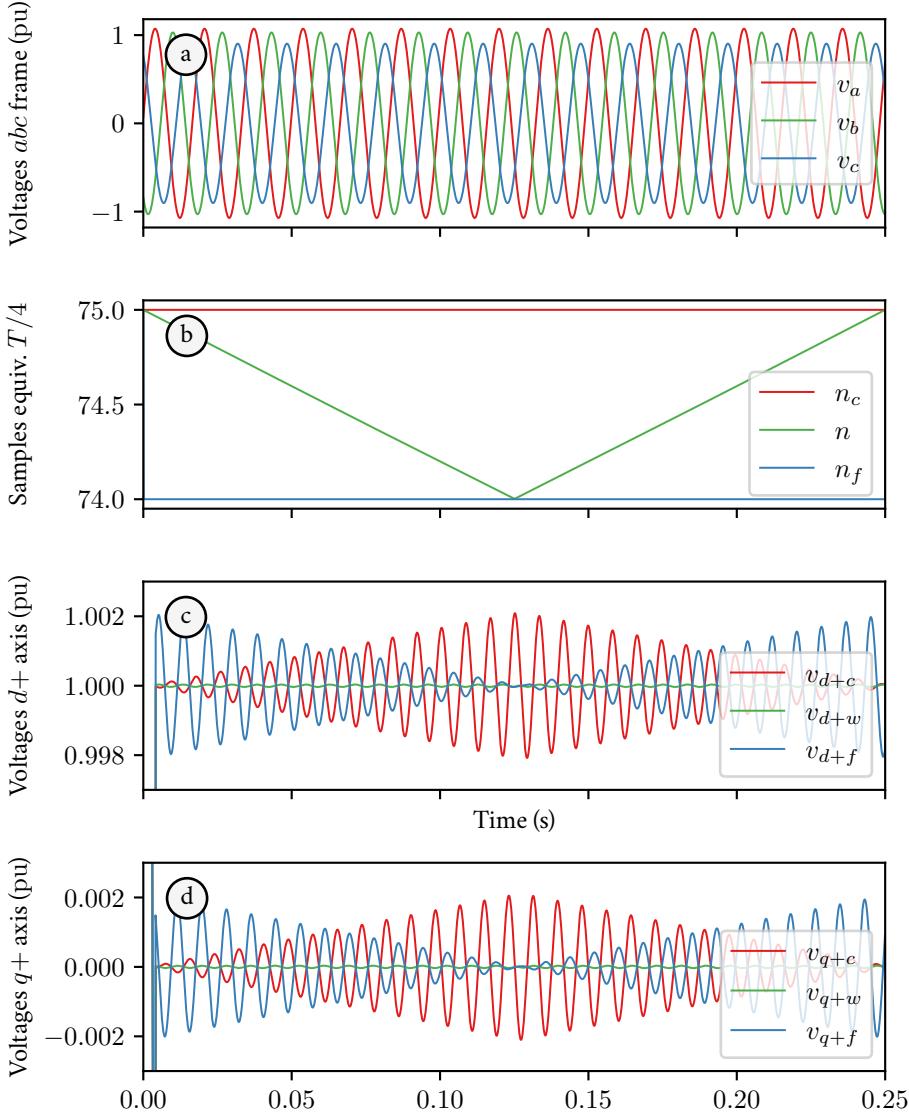 Voltages abc frame (pu)
1
0
−1
a
v_a
v_b
v_c
Samples equiv. T/4
75.0
74.5
74.0
b
n_c
n
n_f
Voltages d+ axis (pu)
1.002
1.000
0.998
c
v_{d+c}
v_{d+w}
v_{d+f}
Time (s)
Voltages q+ axis (pu)
0.002
0.000
−0.002
d
v_{q+c}
v_{q+w}
v_{q+f}
0.00 0.05 0.10 0.15 0.20 0.25